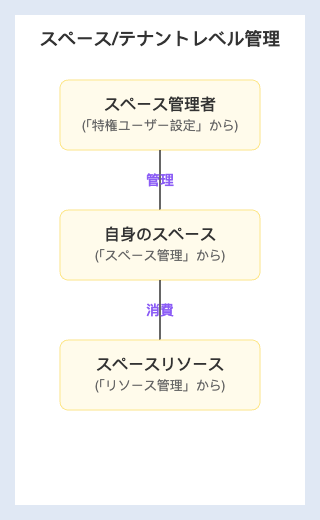 スペース/テナントレベル管理
スペース管理者
(「特権ユーザー設定」から)
管理
自身のスペース
(「スペース管理」から)
消費
スペースリソース
(「リソース管理」から)